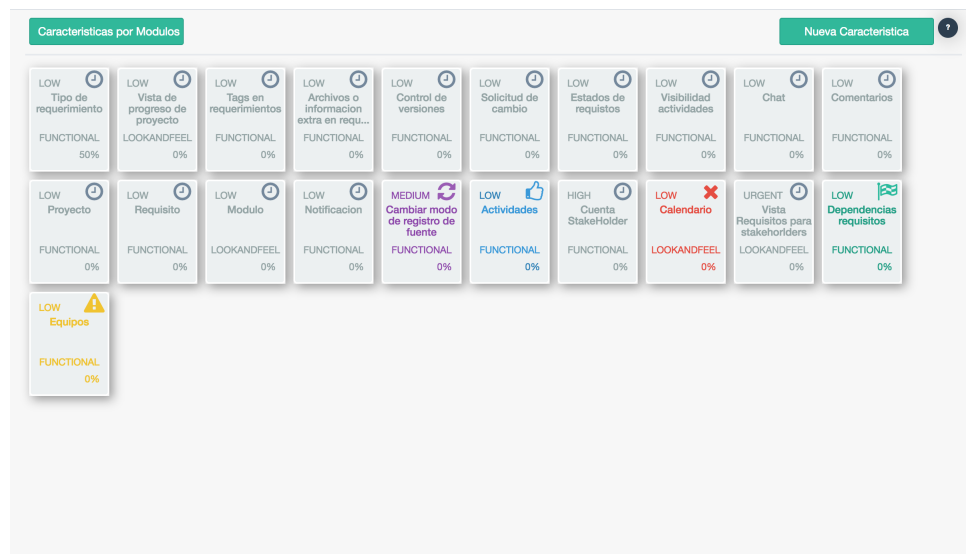 Caracteristicas por Modulos
Nueva Caracteristica
?
LOW
Tipo de
requerimiento
FUNCTIONAL
50%
LOW
Vista de
progreso de
proyecto
LOOKANDFEEL
0%
LOW
Tags en
requerimientos
FUNCTIONAL
0%
LOW
Archivos o
informacion
extra en requ...
FUNCTIONAL
0%
LOW
Control de
versiones
FUNCTIONAL
0%
LOW
Solicitud de
cambio
FUNCTIONAL
0%
LOW
Estados de
requistos
FUNCTIONAL
0%
LOW
Visibilidad
actividades
FUNCTIONAL
0%
LOW
Chat
FUNCTIONAL
0%
LOW
Comentarios
FUNCTIONAL
0%
LOW
Proyecto
FUNCTIONAL
0%
LOW
Requisito
FUNCTIONAL
0%
LOW
Modulo
LOOKANDFEEL
0%
LOW
Notificacion
FUNCTIONAL
0%
MEDIUM
Cambiar modo
de registro de
fuente
FUNCTIONAL
0%
LOW
Actividades
FUNCTIONAL
0%
HIGH
Cuenta
StakeHolder
FUNCTIONAL
0%
LOW
Calendario
LOOKANDFEEL
0%
URGENT
Vista
Requisitos para
stakehorlders
LOOKANDFEEL
0%
LOW
Dependencias
requisitos
FUNCTIONAL
0%
LOW
Equipos
FUNCTIONAL
0%